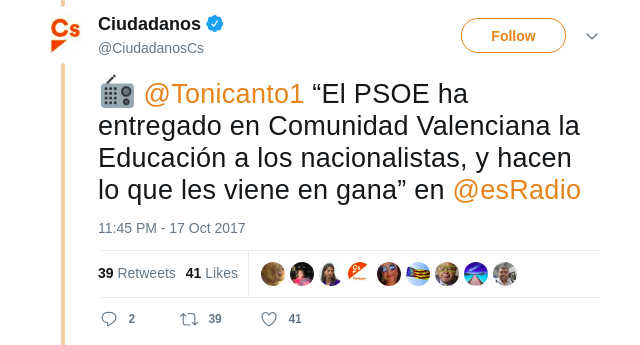 Cs
Ciudadanos
@CiudadanosCs
Follow
@Tonicanto1 “El PSOE ha
entregado en Comunidad Valenciana la
Educación a los nacionalistas, y hacen
lo que les viene en gana” en @esRadio
11:45 PM - 17 Oct 2017
39 Retweets 41 Likes
2 39 41